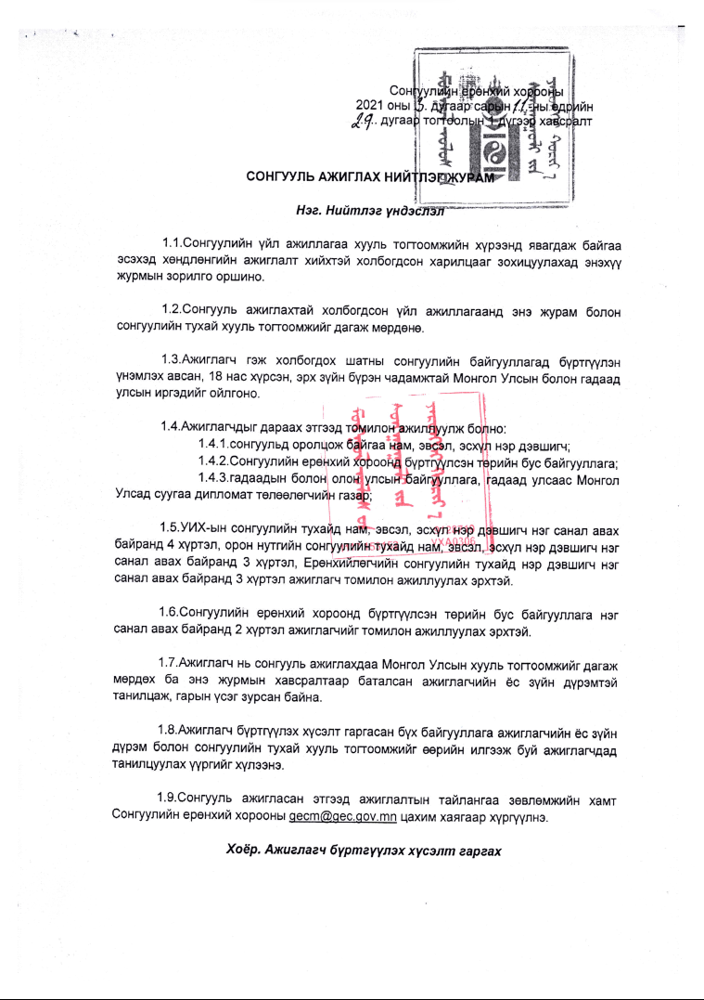 Сонгуулийн ерөнхий хорооны
2021 оны 3. дугаар сарын 11-ны өдрийн
29. дугаар тогтоолын 1 дүгээр хавсралт
СОНГУУЛЬ АЖИГЛАХ НИЙТЛЭГ ЖУРАМ
Нэг. Нийтлэг үндэслэл
1.1.Сонгуулийн үйл ажиллагаа хууль тогтоомжийн хүрээнд явагдаж байгаа
эсэхэд хөндлөнгийн ажиглалт хийхтэй холбогдсон харилцааг зохицуулахад энэхүү
журмын зорилго оршино.
1.2.Сонгууль ажиглахтай холбогдсон үйл ажиллагаанд энэ журам болон
сонгуулийн тухай хууль тогтоомжийг дагаж мөрдөнө.
1.3.Ажиглагч гэж холбогдох шатны сонгуулийн байгууллагад бүртгүүлэн
үнэмлэх авсан, 18 нас хүрсэн, эрх зүйн бүрэн чадамжтай Монгол Улсын болон гадаад
улсын иргэдийг ойлгоно.
1.4.Ажиглагчдыг дараах этгээд томилон ажиллуулж болно:
1.4.1.сонгуульд оролцож байгаа нам, эвсэл, эсхүл нэр дэвшигч;
1.4.2.Сонгуулийн ерөнхий хороонд бүртгүүлсэн төрийн бус байгууллага;
1.4.3.гадаадын болон олон улсын байгууллага, гадаад улсаас Монгол
Улсад суугаа дипломат төлөөлөгчийн газар;
1.5.УИХ-ын сонгуулийн тухайд нам, эвсэл, эсхүл нэр дэвшигч нэг санал авах
байранд 4 хүртэл, орон нутгийн сонгуулийн тухайд нам, эвсэл, эсхүл нэр дэвшигч нэг
санал авах байранд 3 хүртэл, Ерөнхийлөгчийн сонгуулийн тухайд нэр дэвшигч нэг
санал авах байранд 3 хүртэл ажиглагч томилон ажиллуулах эрхтэй.
1.6.Сонгуулийн ерөнхий хороонд бүртгүүлсэн төрийн бус байгууллага нэг
санал авах байранд 2 хүртэл ажиглагчийг томилон ажиллуулах эрхтэй.
1.7.Ажиглагч нь сонгууль ажиглахдаа Монгол Улсын хууль тогтоомжийг дагаж
мөрдөх ба энэ журмын хавсралтаар баталсан ажиглагчийн ёс зүйн дүрэмтэй
танилцаж, гарын үсэг зурсан байна.
1.8.Ажиглагч бүртгүүлэх хүсэлт гаргасан бүх байгууллага ажиглагчийн ёс зүйн
дүрэм болон сонгуулийн тухай хууль тогтоомжийг өөрийн илгээж буй ажиглагчдад
танилцуулах үүргийг хүлээнэ.
1.9.Сонгууль ажигласан этгээд ажиглалтын тайлангаа зөвлөмжийн хамт
Сонгуулийн ерөнхий хорооны gecm@gec.gov.mn цахим хаягаар хүргүүлнэ.
Хоёр. Ажиглагч бүртгүүлэх хүсэлт гаргах